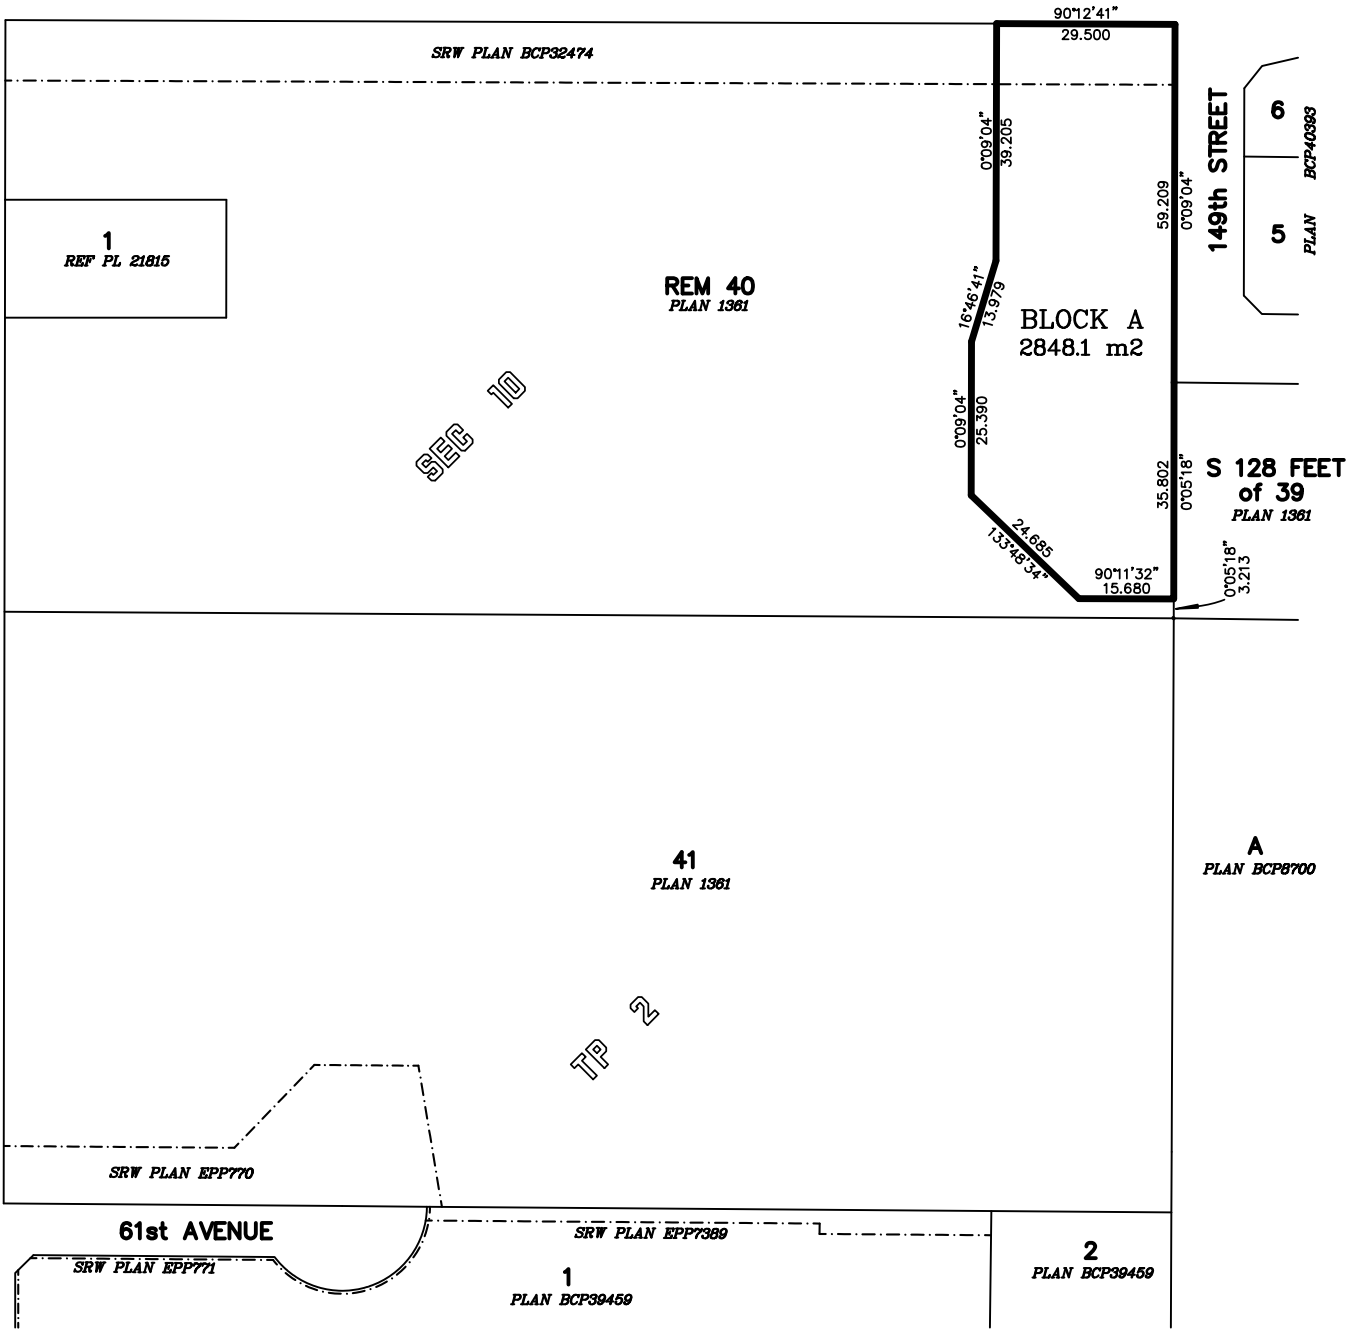 90°12'41"
29.500
SRW PLAN BCP32474
0°09'04"
39.205
59.209
0°09'04"
149th STREET
6
5
PLAN BCP40393
1
REF PL 21815
REM 40
PLAN 1361
16°46'41"
13.979
BLOCK A
2848.1 m2
SEC 10
0°09'04"
25.390
35.802
0°05'18"
S 128 FEET
of 39
PLAN 1361
24.685
133°48'34"
90°11'32"
15.680
0°05'18"
3.213
41
PLAN 1361
A
PLAN BCP8700
TP 2
SRW PLAN EPP770
61st AVENUE
SRW PLAN EPP7389
SRW PLAN EPP771
1
PLAN BCP39459
2
PLAN BCP39459